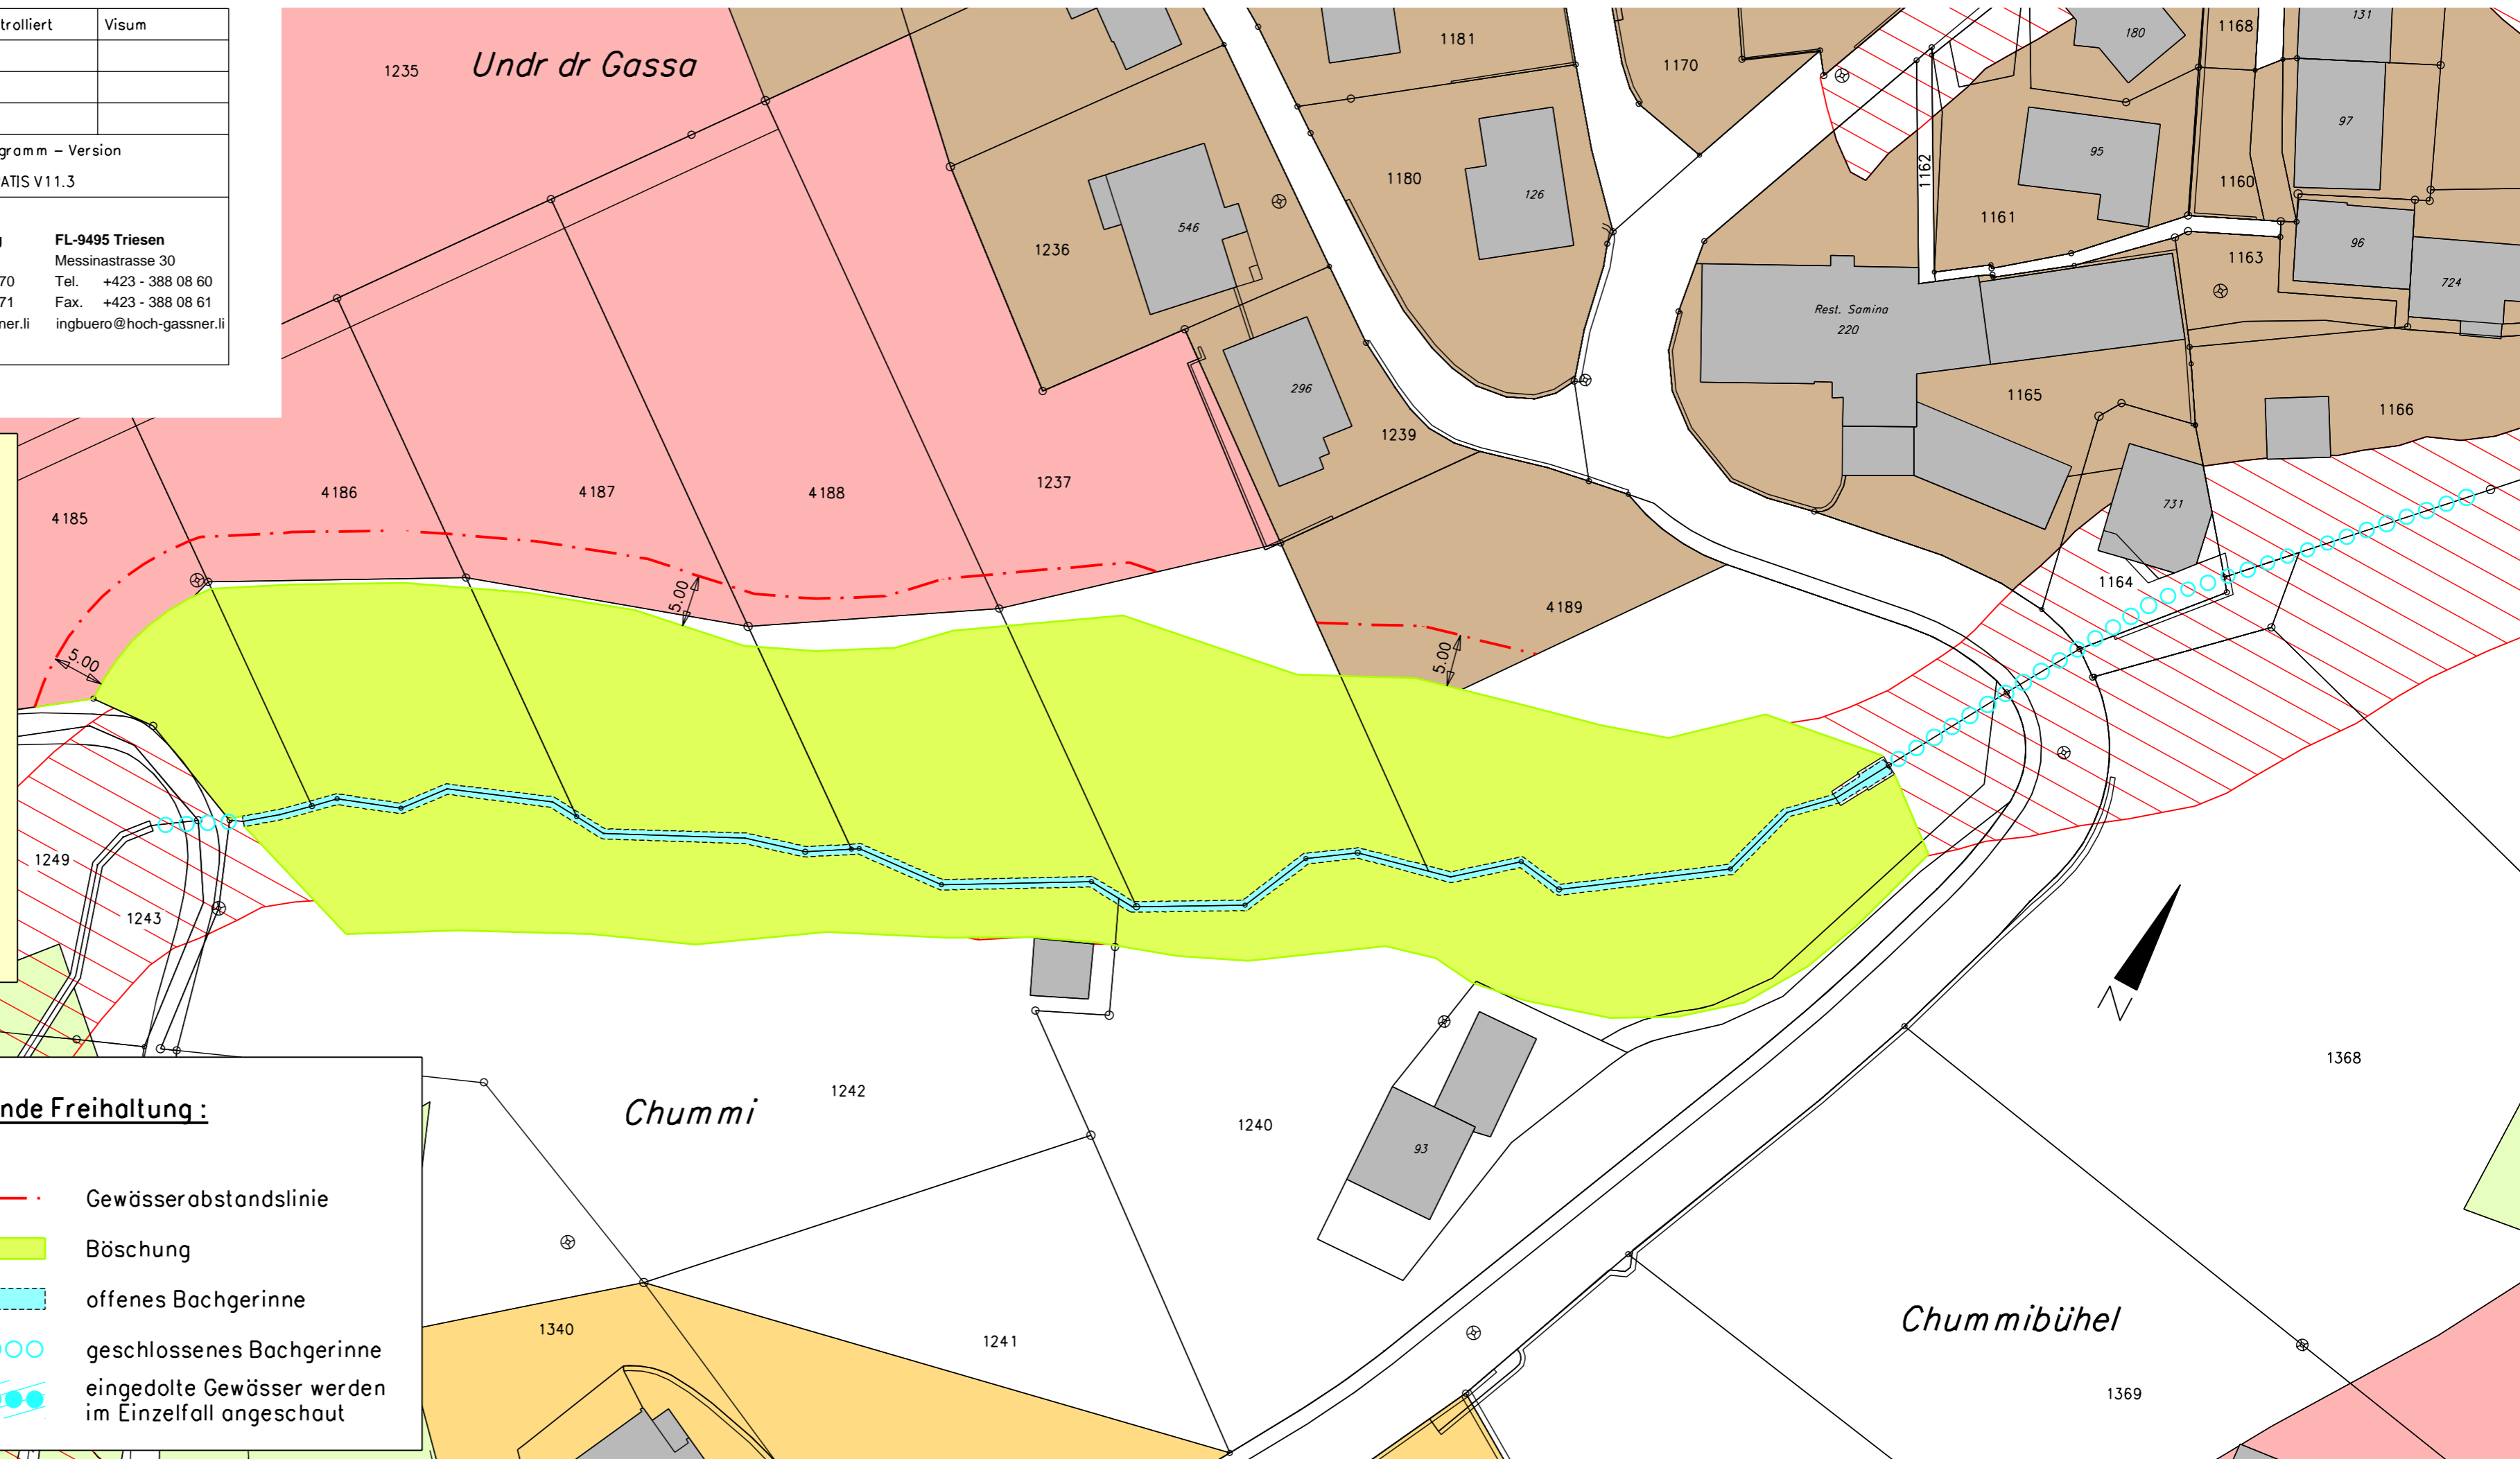 trolliert
Visum
gramm – Version
ATIS V11.3
FL-9495 Triesen
Messinastrasse 30
70
Tel. +423 - 388 08 60
71
Fax. +423 - 388 08 61
ner.li
ingbuero@hoch-gassner.li
1235
Undr dr Gassa
1181
1170
180
1168
131
97
95
1162
1160
1180
126
1161
546
1236
96
1163
724
Rest. Samina
220
296
1239
1165
1166
4185
4186
4187
4188
1237
731
1164
4189
5.00
5.00
5.00
1249
1243
N
1368
Chummi
1242
1240
93
1340
1241
Chummibühel
1369
nde Freihaltung :
Gewässerabstandslinie
Böschung
offenes Bachgerinne
geschlossenes Bachgerinne
eingedolte Gewässer werden
im Einzelfall angeschaut